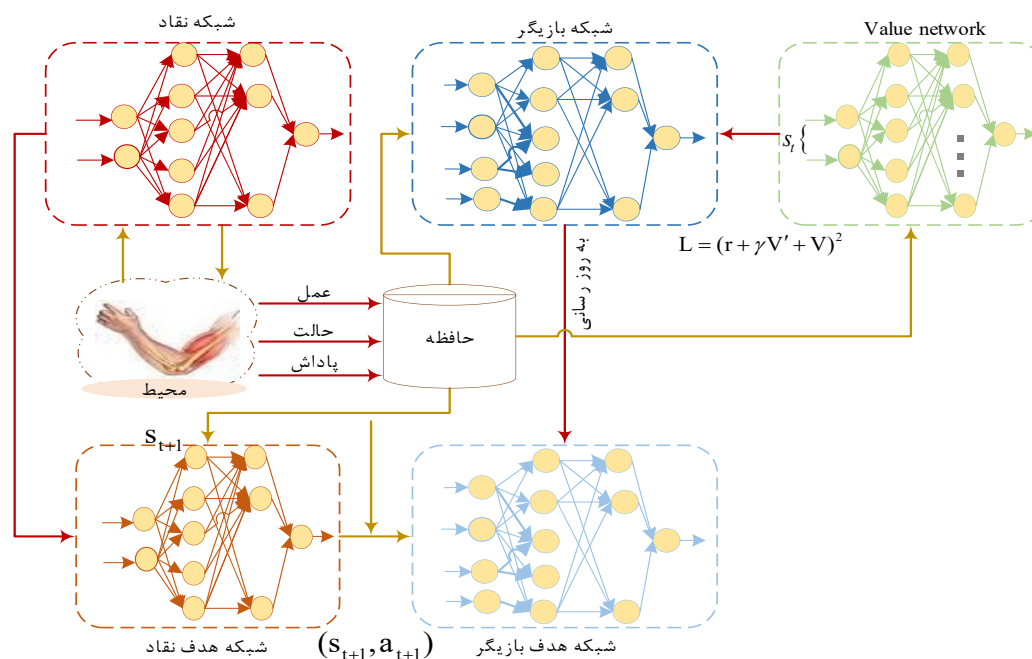 شبکه نقاد
شبکه بازیگر
Value network
s_t {
L = (r + γV′ + V)²
به روز رسانی
عمل
حالت
پاداش
حافظه
محیط
s_{t+1}
شبکه هدف نقاد
(s_{t+1}, a_{t+1})
شبکه هدف بازیگر